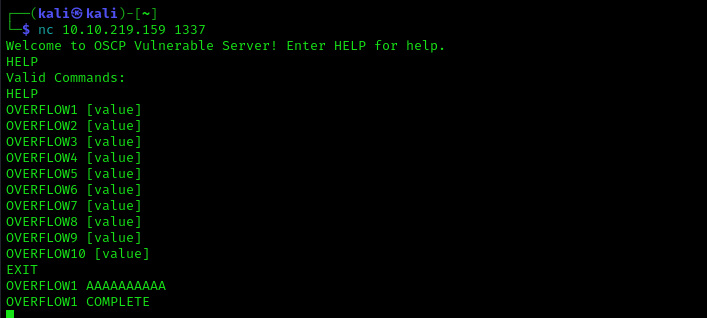 ┌──(kali㉿kali)-[~]
└─$ nc 10.10.219.159 1337
Welcome to OSCP Vulnerable Server! Enter HELP for help.
HELP
Valid Commands:
HELP
OVERFLOW1 [value]
OVERFLOW2 [value]
OVERFLOW3 [value]
OVERFLOW4 [value]
OVERFLOW5 [value]
OVERFLOW6 [value]
OVERFLOW7 [value]
OVERFLOW8 [value]
OVERFLOW9 [value]
OVERFLOW10 [value]
EXIT
OVERFLOW1 AAAAAAAAAA
OVERFLOW1 COMPLETE